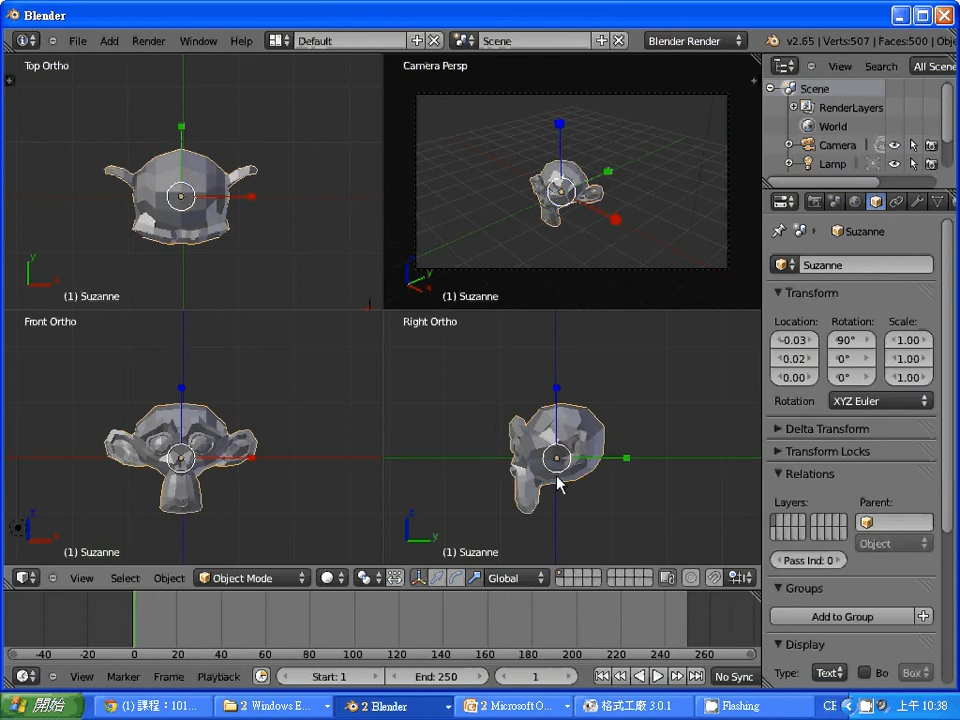 Blender
File Add Render Window Help Default Scene Blender Render v2.65 | Verts:507 | Faces:500 | Obje
Top Ortho
Camera Persp
View Search All Scene
Scene
RenderLayers
World
Camera
Lamp
y
x
y
x
(1) Suzanne
(1) Suzanne
Suzanne
Suzanne
Transform
Location: Rotation: Scale:
-0.03 90° 1.00
0.02 0° 1.00
0.00 0° 1.00
Rotation XYZ Euler
Delta Transform
Transform Locks
Relations
Layers: Parent:
Object
Pass Ind: 0
Groups
Add to Group
Display
Type: Text Bo Box
Front Ortho
Right Ortho
z
x
z
y
(1) Suzanne
(1) Suzanne
View Select Object Object Mode Global
-40 -20 0 20 40 60 80 100 120 140 160 180 200 220 240 260
View Marker Frame Playback Start: 1 End: 250 1 No Sync
開始 (1) 課程：101... 2 Windows E... 2 Blender 2 Microsoft O... 格式工廠 3.0.1 Flashing CE 上午 10:38